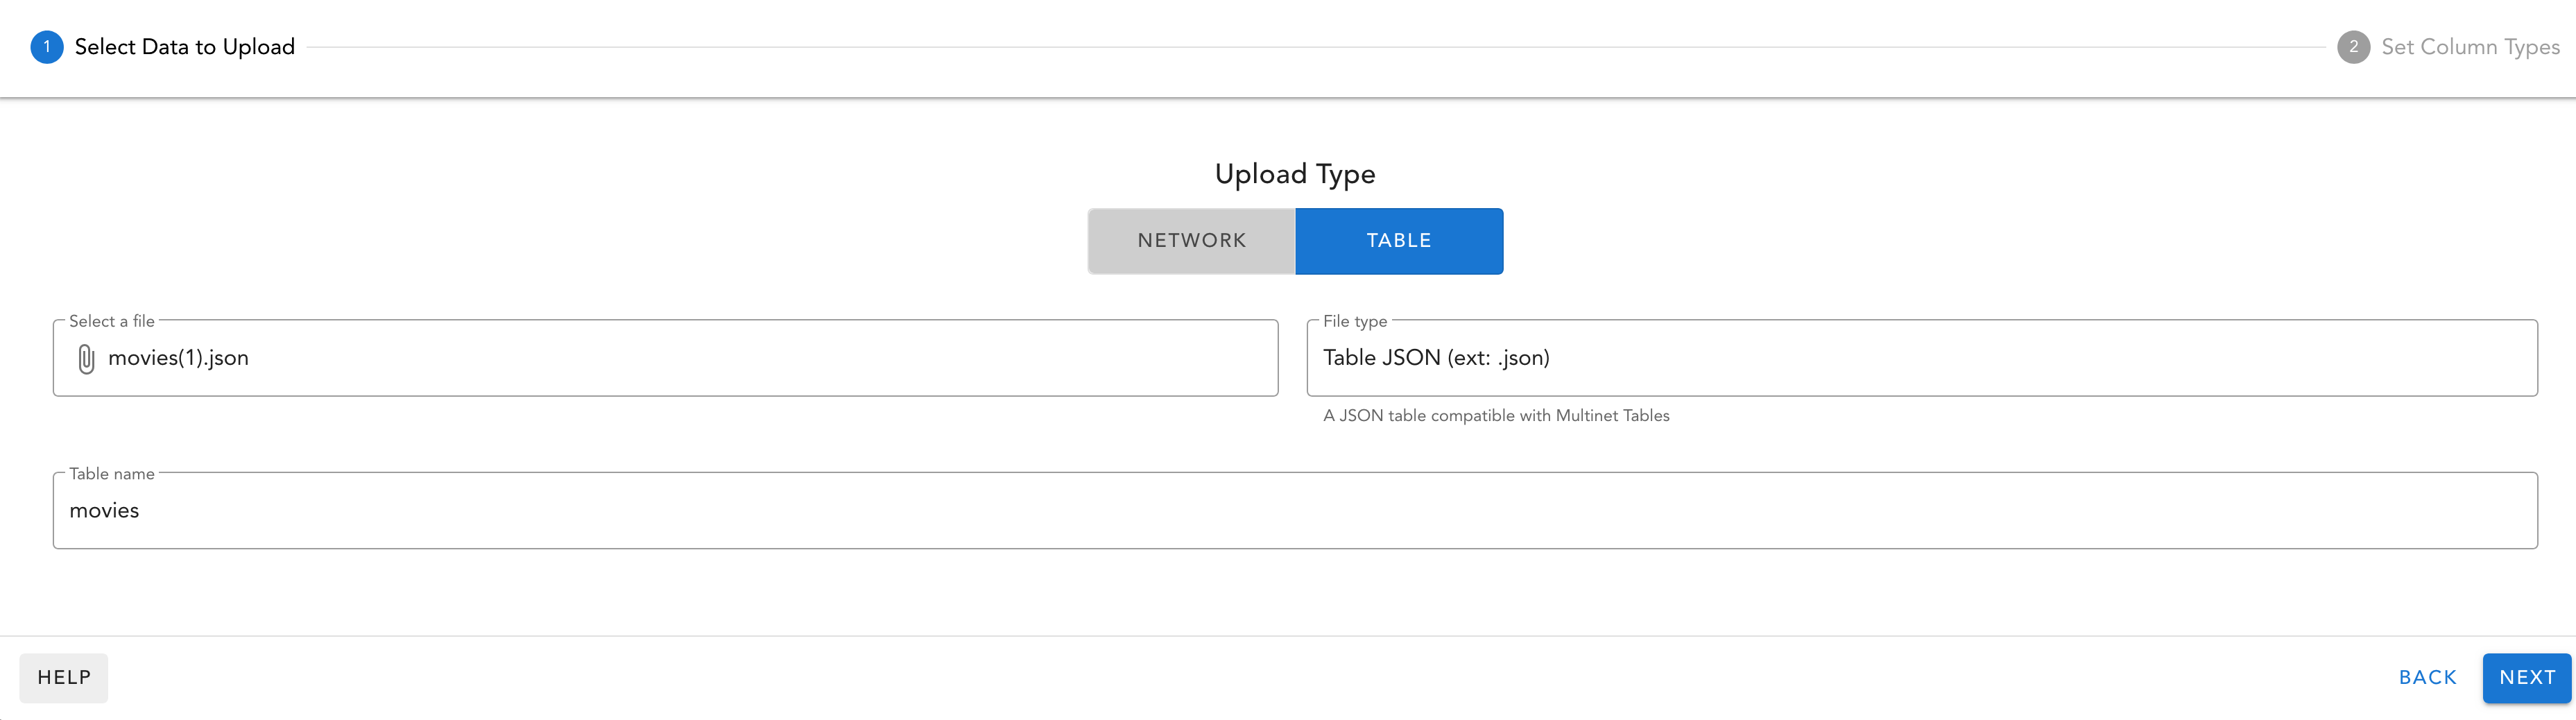 1 Select Data to Upload
2 Set Column Types
Upload Type
NETWORK
TABLE
Select a file
movies(1).json
File type
Table JSON (ext: .json)
A JSON table compatible with Multinet Tables
Table name
movies
HELP
BACK
NEXT